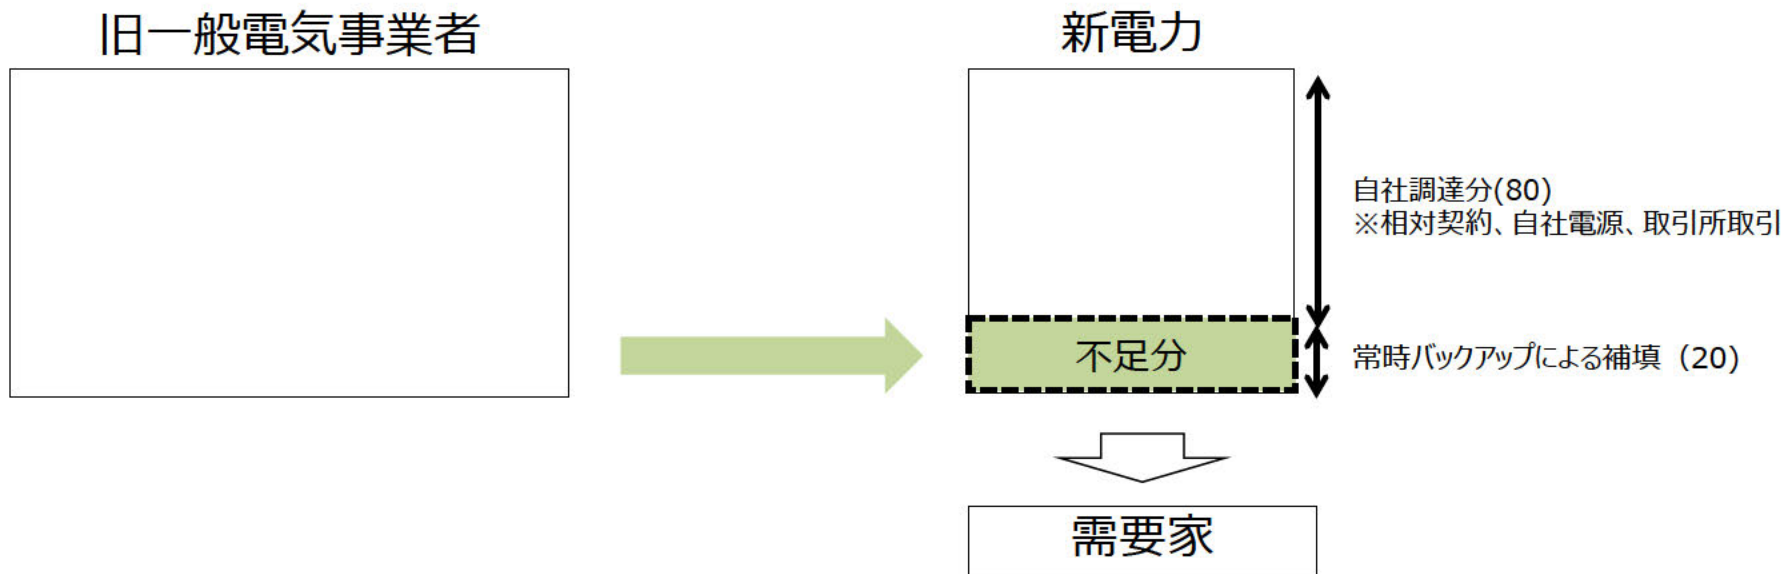 旧一般電気事業者
新電力
自社調達分(80)
※相対契約、自社電源、取引所取引
不足分
常時バックアップによる補填（20）
需要家